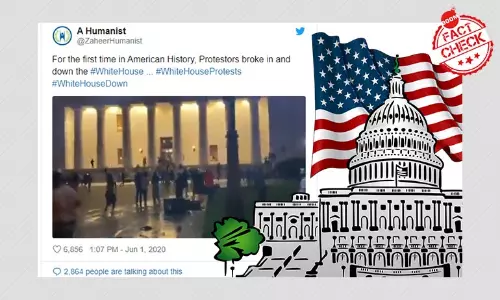 A Humanist
@ZaheerHumanist
For the first time in American History, Protestors broke in and
down the #WhiteHouse ... #WhiteHouseProtests
#WhiteHouseDown
6,856 1:07 PM - Jun 1, 2020
2,864 people are talking about this
100%
FACT
CHECK